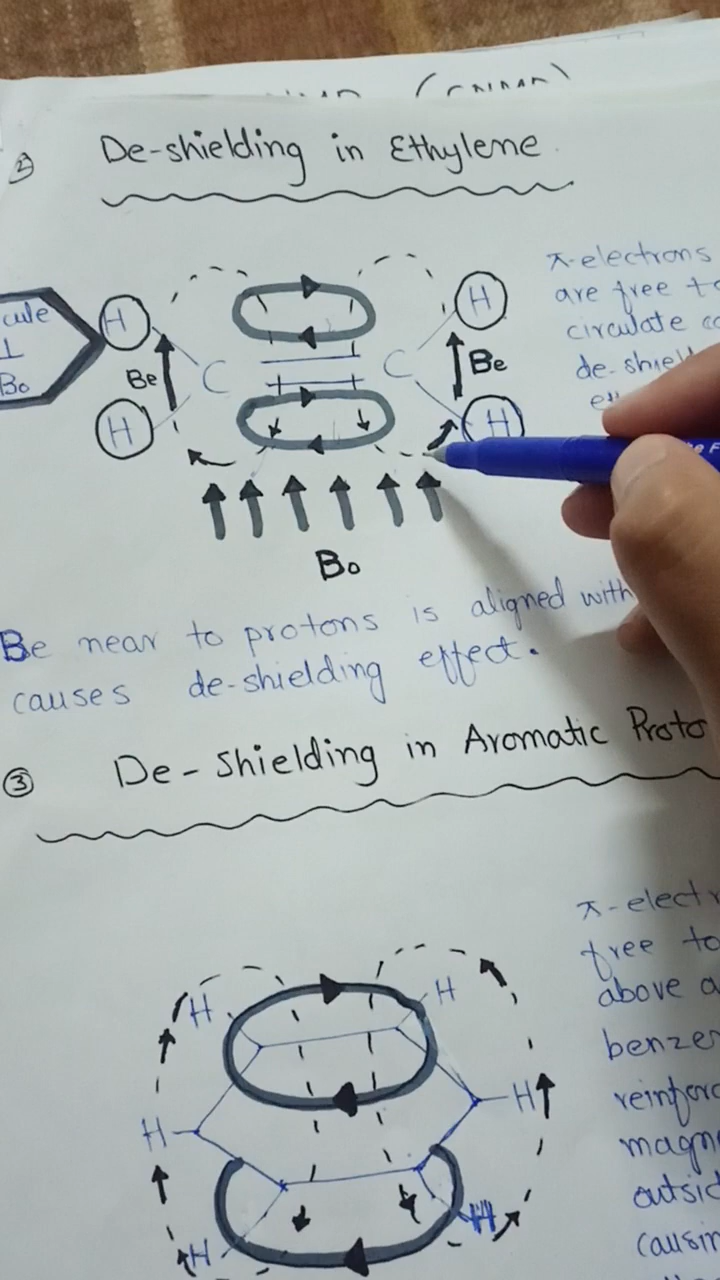 ② De-shielding in Ethylene.
π-electrons
are free to
circulate
de-shiel
H H
⊥
Bo
Be C C Be
H H
Bo
Be near to protons is aligned with
causes de-shielding effect.
③ De-shielding in Aromatic Proto
π-elect
free to
above a
benze
reinforc
magn
outsid
causin
H H
H H
H H